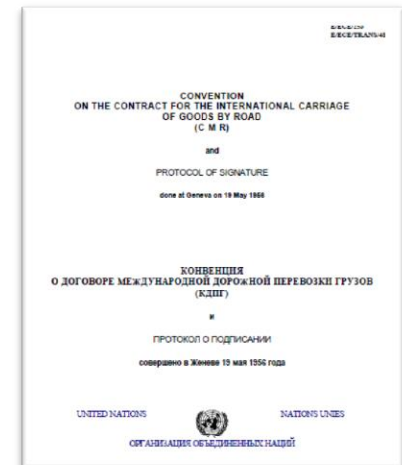 E/ECE/TRANS/48
CONVENTION
ON THE CONTRACT FOR THE INTERNATIONAL CARRIAGE
OF GOODS BY ROAD
(C M R)
and
PROTOCOL OF SIGNATURE
done at Geneva on 19 May 1956
КОНВЕНЦИЯ
О ДОГОВОРЕ МЕЖДУНАРОДНОЙ ДОРОЖНОЙ ПЕРЕВОЗКИ ГРУЗОВ
(КДПГ)
и
ПРОТОКОЛ О ПОДПИСАНИИ
совершено в Женеве 19 мая 1956 года
UNITED NATIONS NATIONS UNIES
ОРГАНИЗАЦИЯ ОБЪЕДИНЕННЫХ НАЦИЙ